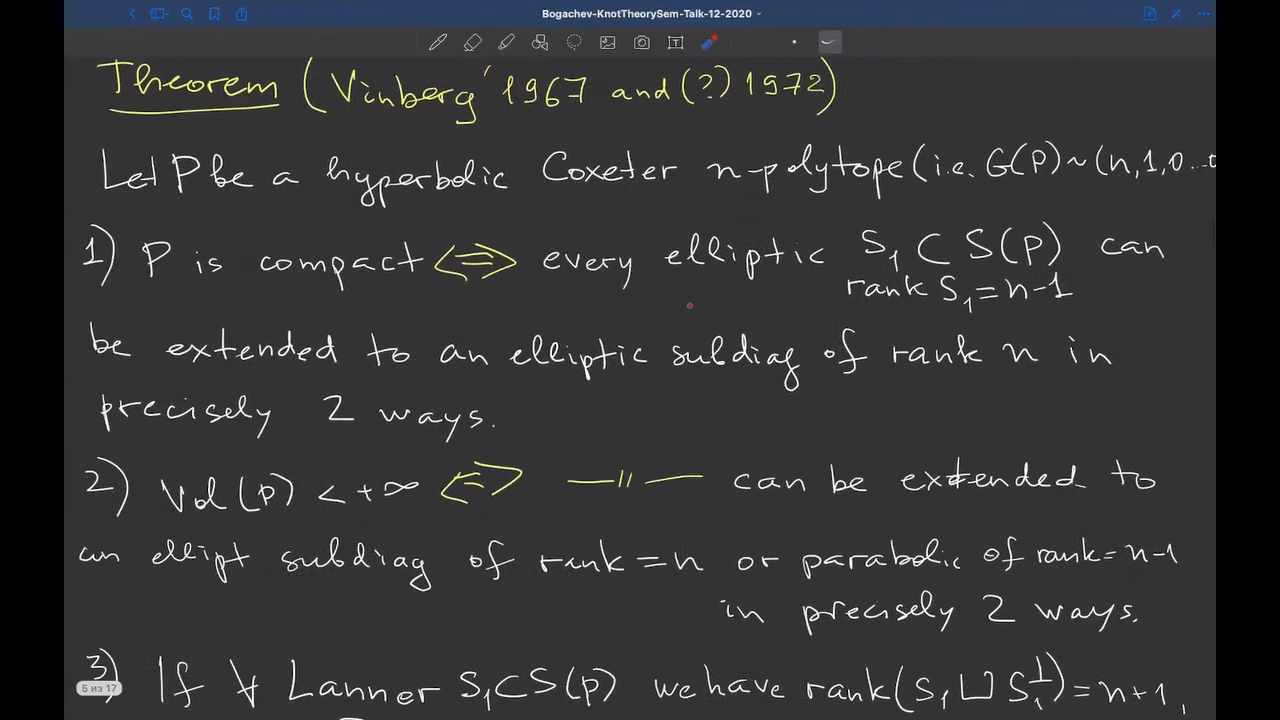 Bogachev-KnotTheorySem-Talk-12-2020
Theorem (Vinberg' 1967 and (?) 1972)
Let P be a hyperbolic Coxeter n-polytope (i.e. G(P) ~ (n,1,0...
1) P is compact <=> every elliptic S₁ ⊂ S(P) can
rank S₁ = n-1
be extended to an elliptic subdiag of rank n in
precisely 2 ways.
2) Vol(P) < +∞ <=> —〃— can be extended to
an ellipt subdiag of rank = n or parabolic of rank = n-1
in precisely 2 ways.
3) If ∀ Lanner S₁ ⊂ S(P) we have rank(S₁ ⊔ S₁^⊥) = n+1,
5 из 17